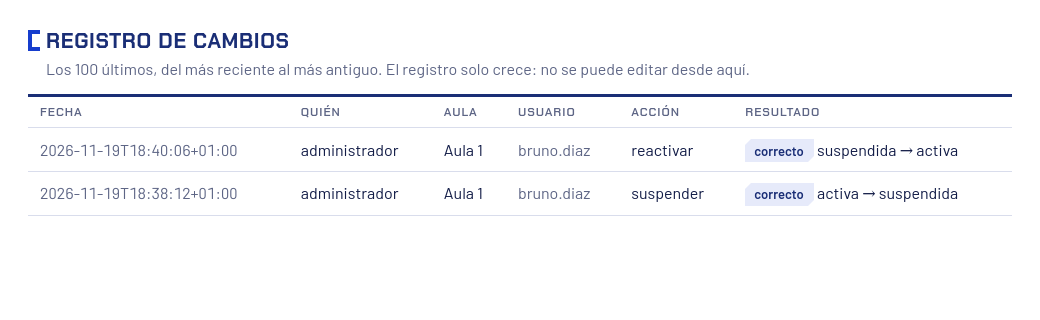 REGISTRO DE CAMBIOS
Los 100 últimos, del más reciente al más antiguo. El registro solo crece: no se puede editar desde aquí.
FECHA QUIÉN AULA USUARIO ACCIÓN RESULTADO
2026-11-19T18:40:06+01:00 administrador Aula 1 bruno.diaz reactivar correcto suspendida → activa
2026-11-19T18:38:12+01:00 administrador Aula 1 bruno.diaz suspender correcto activa → suspendida